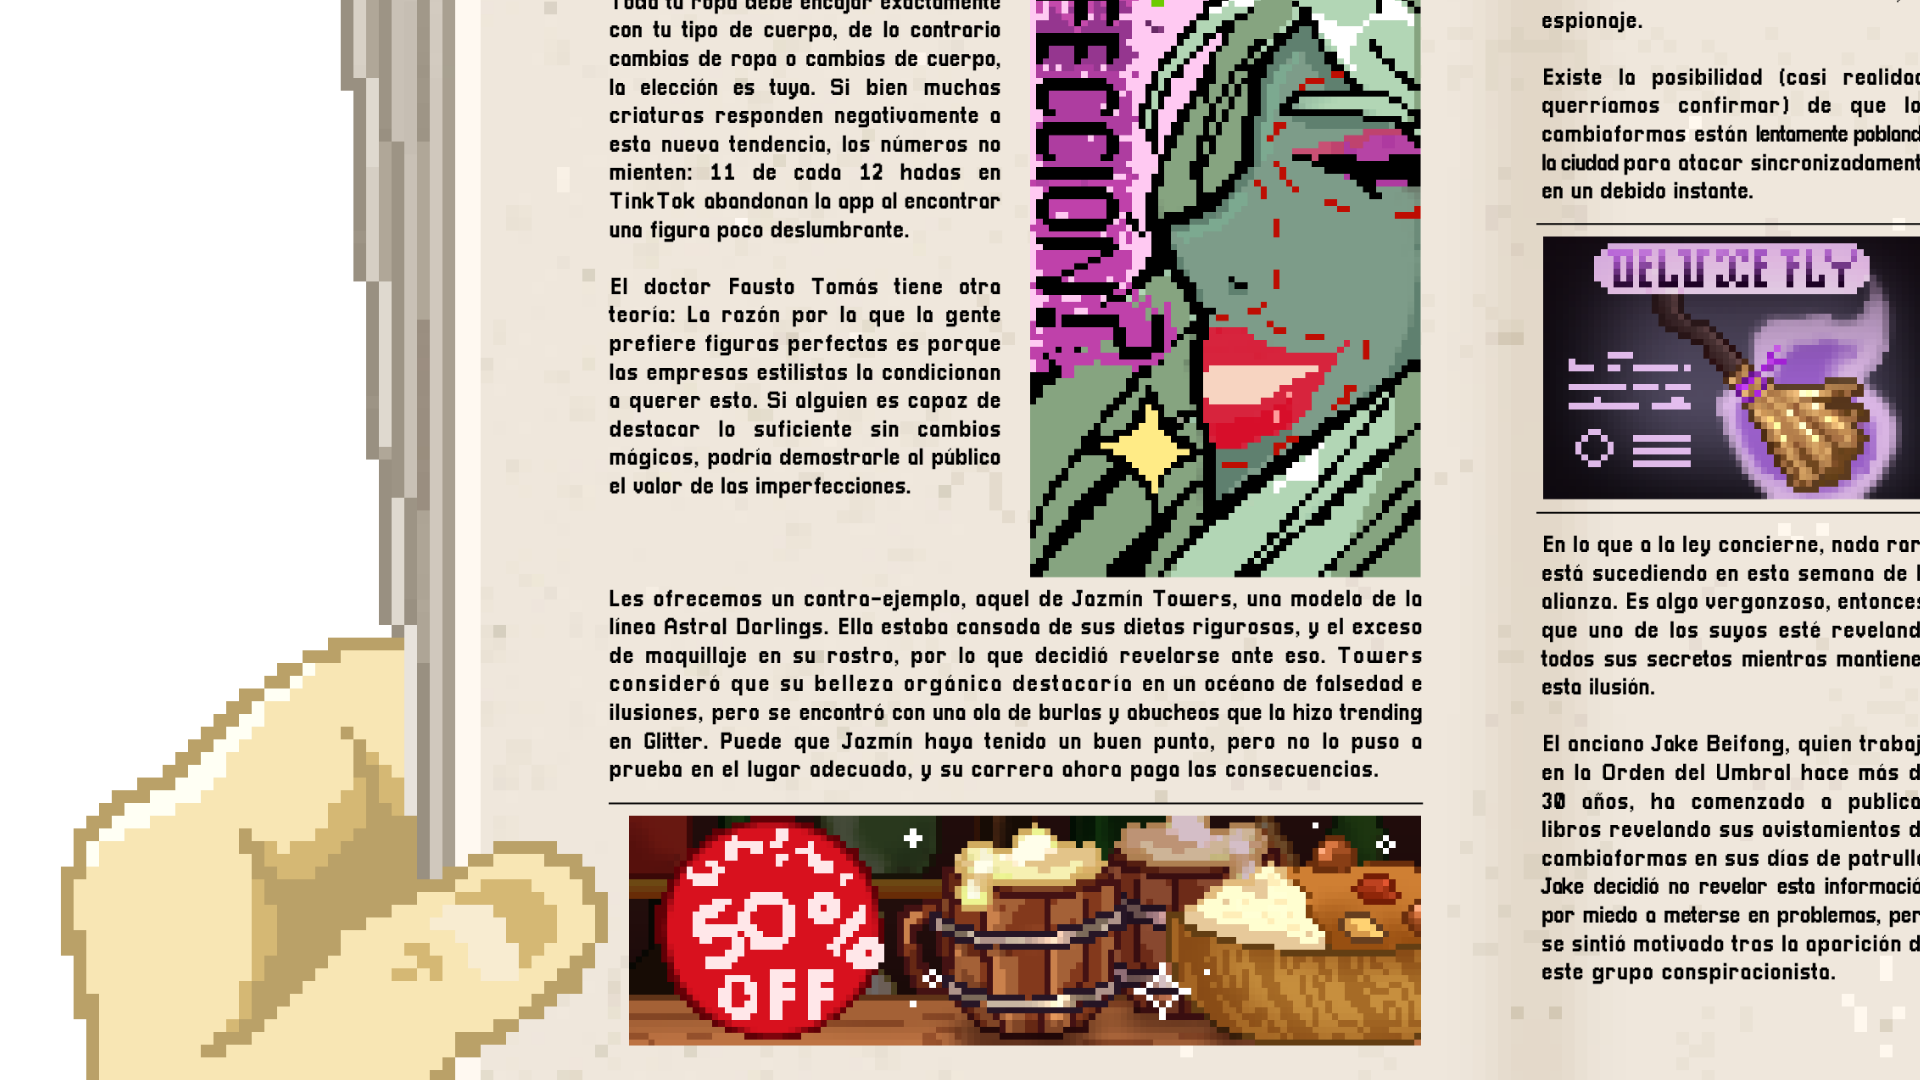 Toda tu ropa debe encajar exactamente
con tu tipo de cuerpo, de lo contrario
cambias de ropa o cambias de cuerpo,
la elección es tuya. Si bien muchas
criaturas responden negativamente a
esta nueva tendencia, los números no
mienten: 11 de cada 12 hadas en
TinkTok abandonan la app al encontrar
una figura poco deslumbrante.
El doctor Fausto Tomás tiene otra
teoría: La razón por la que la gente
prefiere figuras perfectas es porque
las empresas estilistas la condicionan
a querer esto. Si alguien es capaz de
destacar lo suficiente sin cambios
mágicos, podría demostrarle al público
el valor de las imperfecciones.
ECCION?
Les ofrecemos un contra-ejemplo, aquel de Jazmín Towers, una modelo de la
línea Astral Darlings. Ella estaba cansada de sus dietas rigurosas, y el exceso
de maquillaje en su rostro, por lo que decidió revelarse ante eso. Towers
consideró que su belleza orgánica destacaría en un océano de falsedad e
ilusiones, pero se encontró con una ola de burlas y abucheos que la hizo trending
en Glitter. Puede que Jazmín haya tenido un buen punto, pero no lo puso a
prueba en el lugar adecuado, y su carrera ahora paga las consecuencias.
50%
OFF
espionaje.
Existe la posibilidad (casi realidad
querríamos confirmar) de que lo
cambiaformas están lentamente pobland
la ciudad para atacar sincronizadament
en un debido instante.
DELUXE FLY
En lo que a la ley concierne, nada rar
está sucediendo en esta semana de l
alianza. Es algo vergonzoso, entonces
que uno de los suyos esté reveland
todos sus secretos mientras mantiene
esta ilusión.
El anciano Jake Beifong, quien trabaj
en la Orden del Umbral hace más d
30 años, ha comenzado a publica
libros revelando sus avistamientos d
cambiaformas en sus días de patrulla
Jake decidió no revelar esta informació
por miedo a meterse en problemas, per
se sintió motivado tras la aparición d
este grupo conspiracionista.